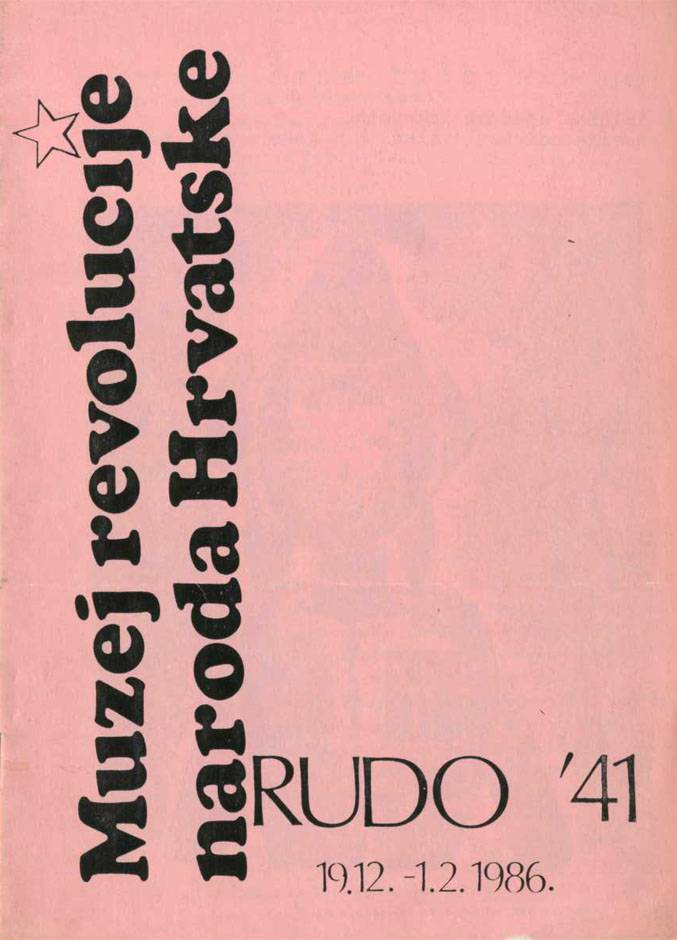 Muzej revolucije
naroda Hrvatske
RUDO '41
19.12. -1.2. 1986.